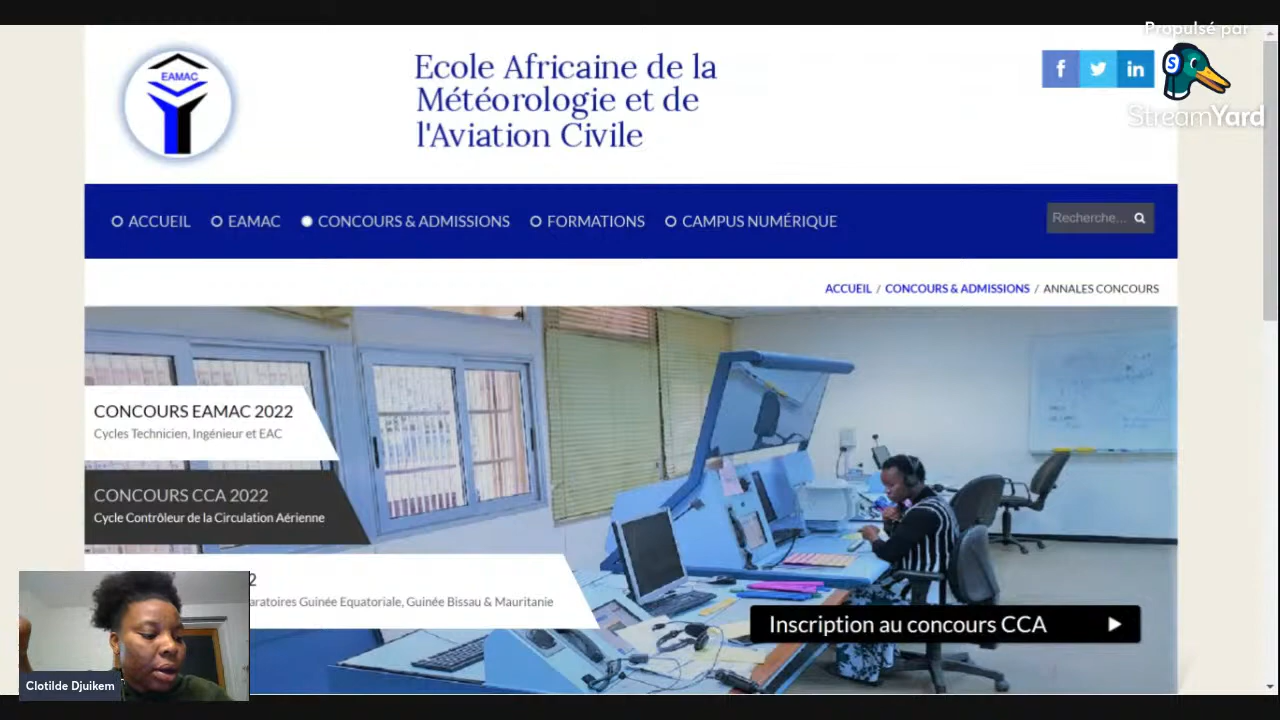 Propulsé par
StreamYard
EAMAC
Ecole Africaine de la
Météorologie et de
l'Aviation Civile
ACCUEIL EAMAC CONCOURS & ADMISSIONS FORMATIONS CAMPUS NUMÉRIQUE
Recherche...
ACCUEIL / CONCOURS & ADMISSIONS / ANNALES CONCOURS
CONCOURS EAMAC 2022
Cycles Technicien, Ingénieur et EAC
CONCOURS CCA 2022
Cycle Contrôleur de la Circulation Aérienne
2
aratoires Guinée Equatoriale, Guinée Bissau & Mauritanie
Inscription au concours CCA
Clotilde Djuikem